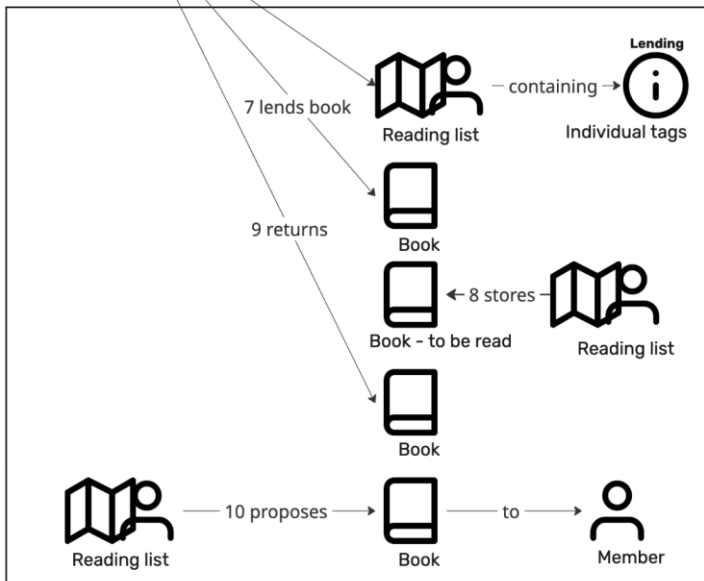 Lending
containing
Reading list
Individual tags
7 lends book
Book
9 returns
8 stores
Book - to be read
Reading list
Book
10 proposes
to
Reading list
Book
Member